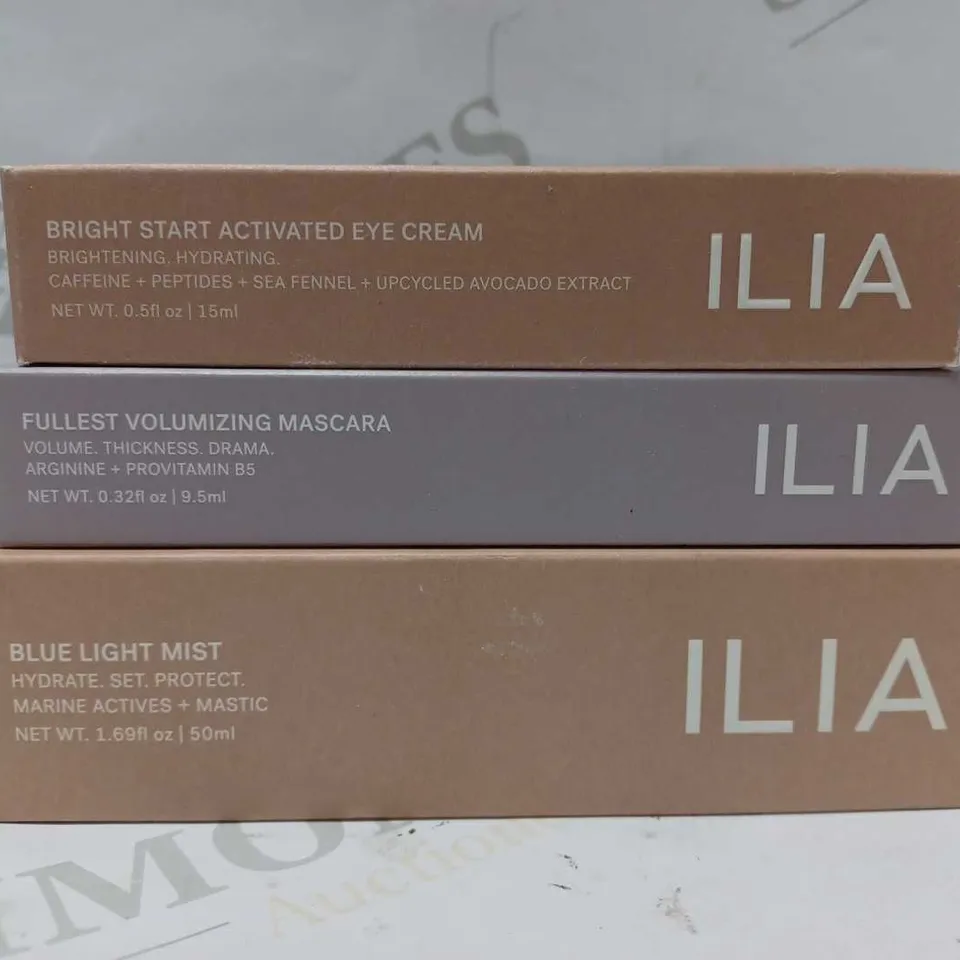 BRIGHT START ACTIVATED EYE CREAM
BRIGHTENING. HYDRATING.
CAFFEINE + PEPTIDES + SEA FENNEL + UPCYCLED AVOCADO EXTRACT
NET WT. 0.5fl oz | 15ml
ILIA
FULLEST VOLUMIZING MASCARA
VOLUME. THICKNESS. DRAMA.
ARGININE + PROVITAMIN B5
NET WT. 0.32fl oz | 9.5ml
ILIA
BLUE LIGHT MIST
HYDRATE. SET. PROTECT.
MARINE ACTIVES + MASTIC
NET WT. 1.69fl oz | 50ml
ILIA